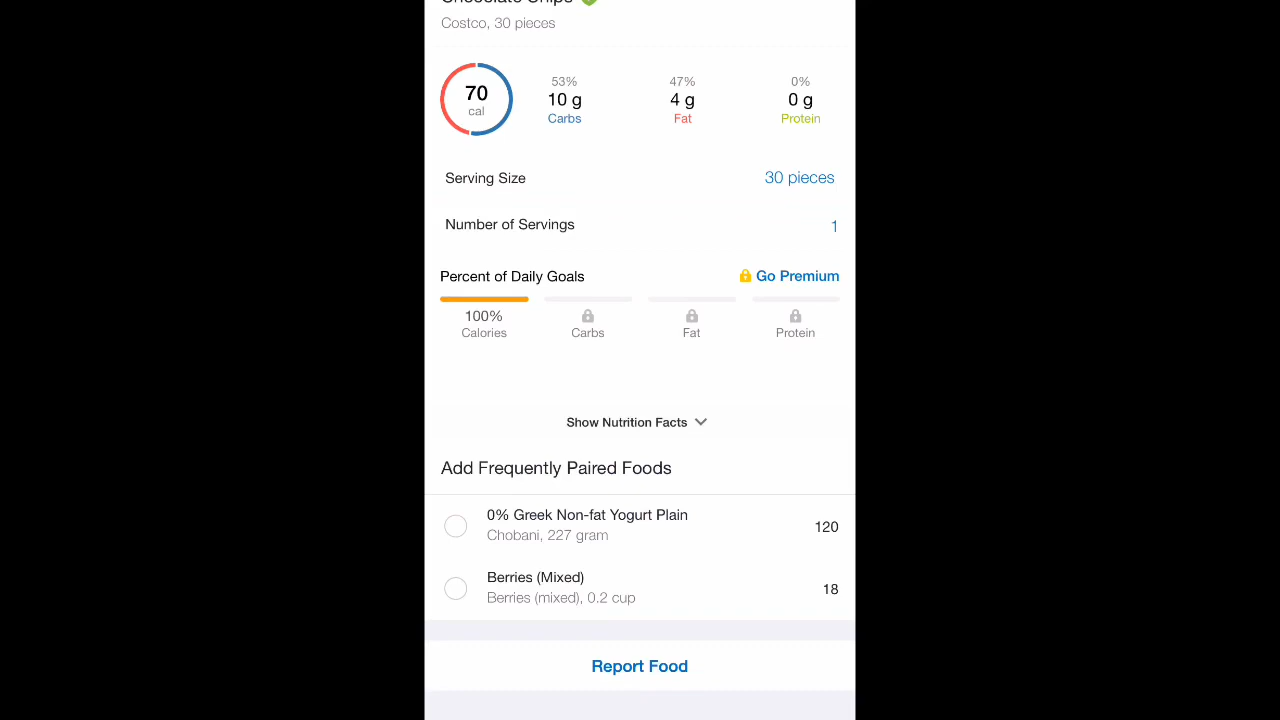 Chocolate Chips
Costco, 30 pieces
70
cal
53%
10 g
Carbs
47%
4 g
Fat
0%
0 g
Protein
Serving Size
30 pieces
Number of Servings
1
Percent of Daily Goals
Go Premium
100%
Calories
Carbs
Fat
Protein
Show Nutrition Facts
Add Frequently Paired Foods
0% Greek Non-fat Yogurt Plain
Chobani, 227 gram
120
Berries (Mixed)
Berries (mixed), 0.2 cup
18
Report Food